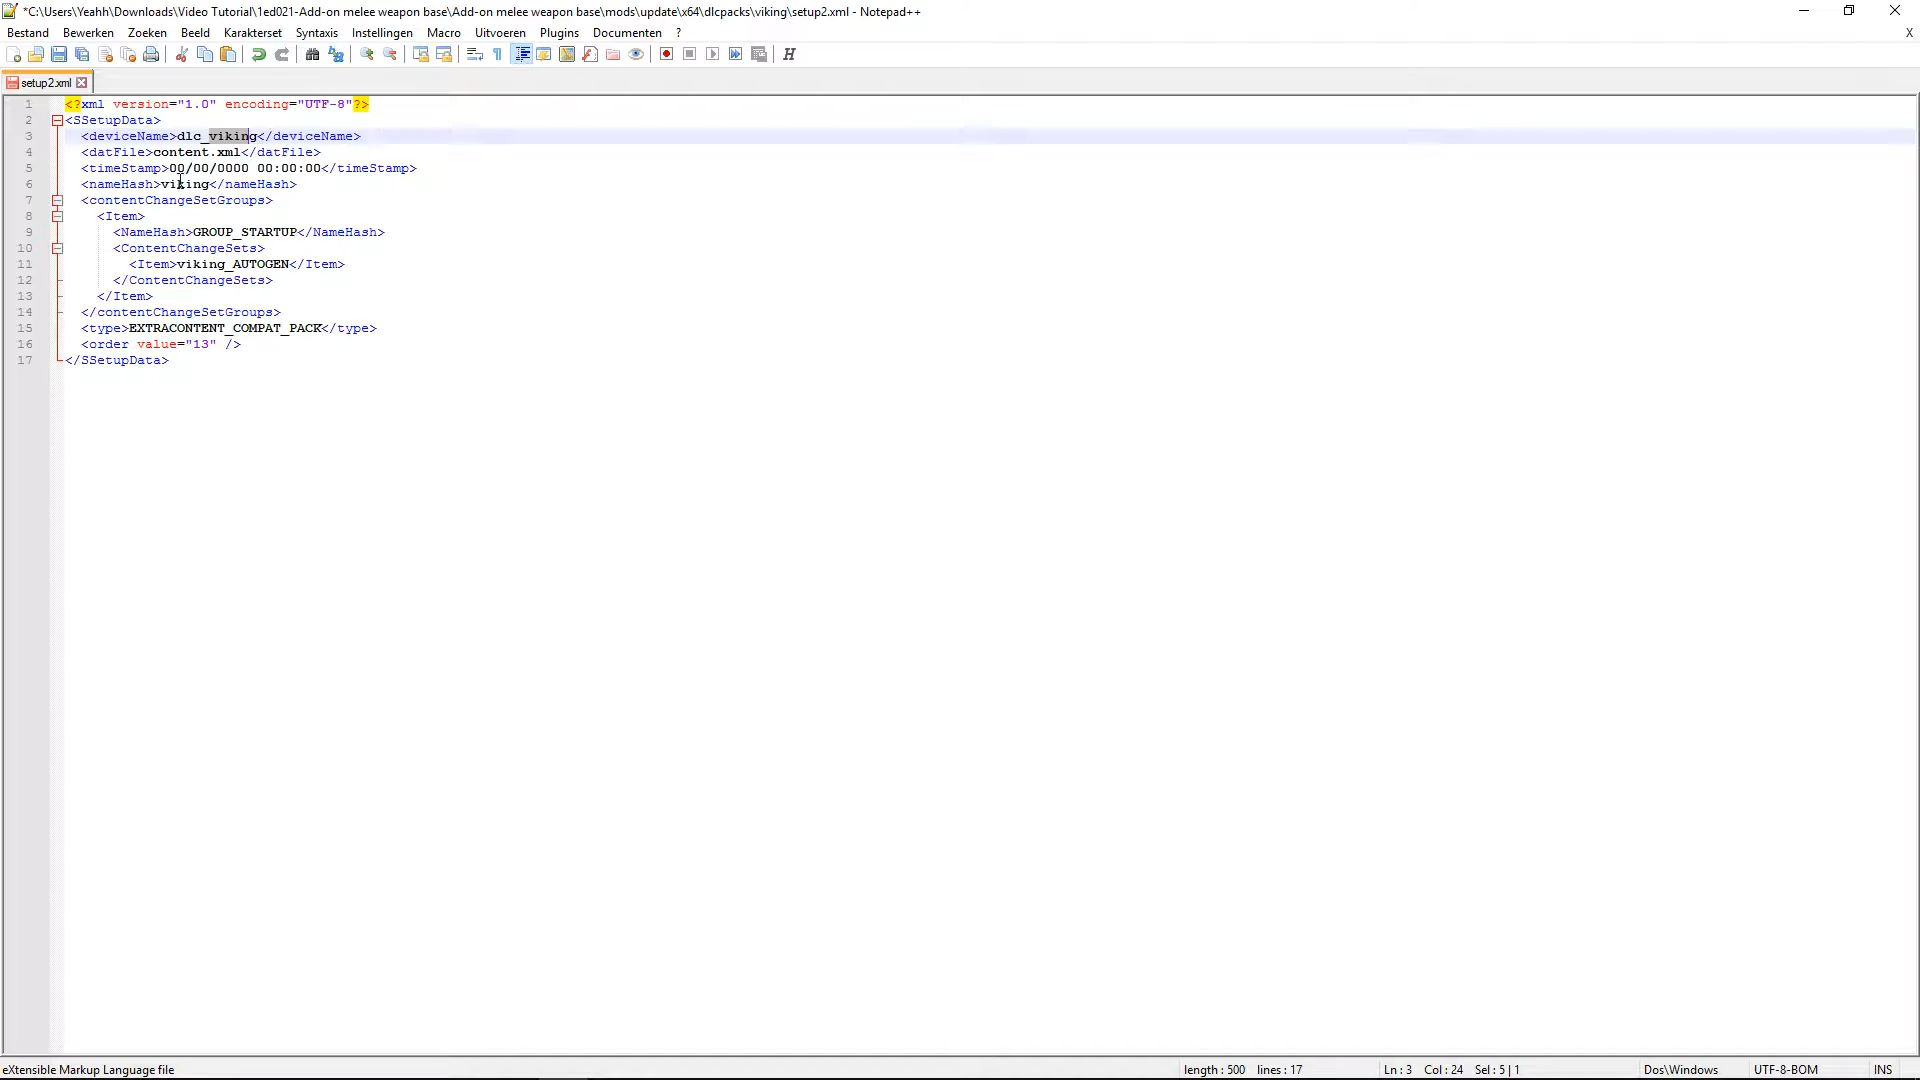 *C:\Users\Yeahh\Downloads\Video Tutorial\1ed021-Add-on melee weapon base\Add-on melee weapon base\mods\update\x64\dlcpacks\viking\setup2.xml - Notepad++
Bestand Bewerken Zoeken Beeld Karakterset Syntaxis Instellingen Macro Uitvoeren Plugins Documenten ? X
setup2.xml
1 <?xml version="1.0" encoding="UTF-8"?>
2 <SSetupData>
3 <deviceName>dlc_viking</deviceName>
4 <datFile>content.xml</datFile>
5 <timeStamp>00/00/0000 00:00:00</timeStamp>
6 <nameHash>viking</nameHash>
7 <contentChangeSetGroups>
8 <Item>
9 <NameHash>GROUP_STARTUP</NameHash>
10 <ContentChangeSets>
11 <Item>viking_AUTOGEN</Item>
12 </ContentChangeSets>
13 </Item>
14 </contentChangeSetGroups>
15 <type>EXTRACONTENT_COMPAT_PACK</type>
16 <order value="13" />
17 </SSetupData>
eXtensible Markup Language file length : 500 lines : 17 Ln : 3 Col : 24 Sel : 5 | 1 Dos\Windows UTF-8-BOM INS